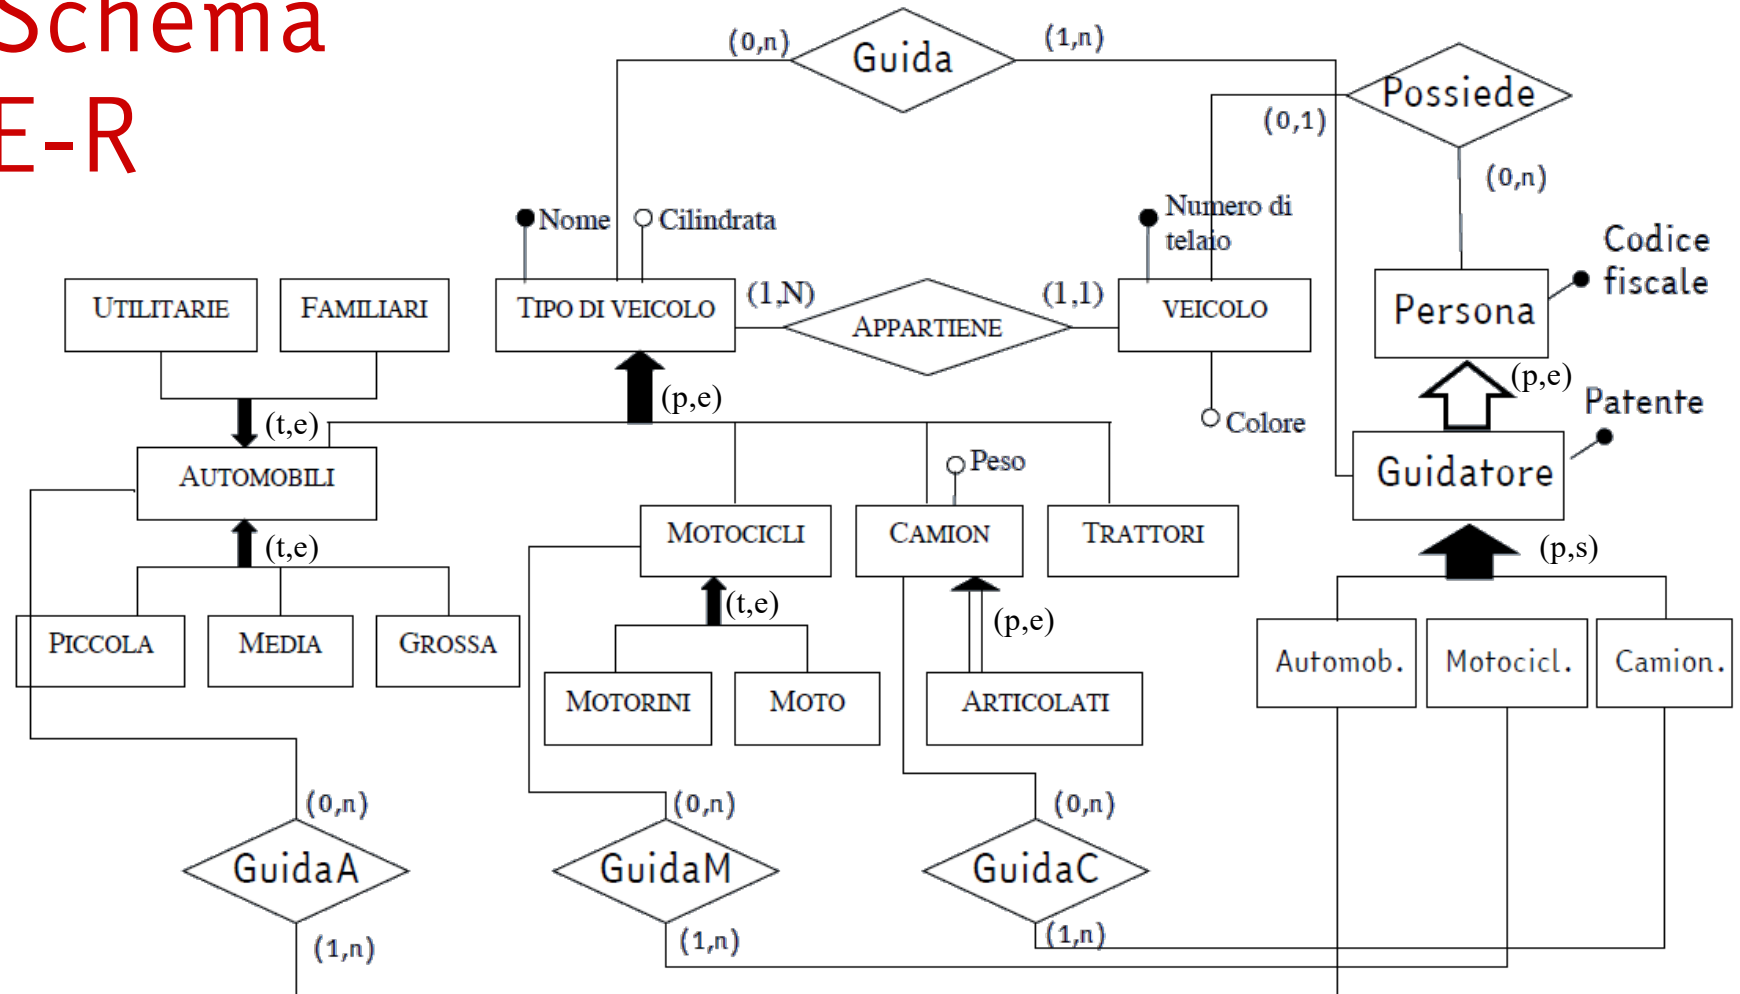 Schema
E-R
(0,n)
Guida
(1,n)
Possiede
(0,1)
(0,n)
Nome
Cilindrata
Numero di
telaio
Codice
fiscale
UTILITARIE
FAMILIARI
TIPO DI VEICOLO
(1,N)
APPARTIENE
(1,1)
VEICOLO
Persona
(p,e)
(p,e)
Patente
(t,e)
Colore
AUTOMOBILI
Peso
Guidatore
(t,e)
MOTOCICLI
CAMION
TRATTORI
(p,s)
(t,e)
(p,e)
PICCOLA
MEDIA
GROSSA
Automob.
Motocicl.
Camion.
MOTORINI
MOTO
ARTICOLATI
(0,n)
(0,n)
(0,n)
GuidaA
GuidaM
GuidaC
(1,n)
(1,n)
(1,n)